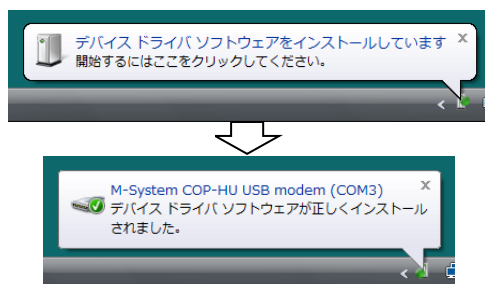 デバイス ドライバ ソフトウェアをインストールしています
開始するにはここをクリックしてください。
M-System COP-HU USB modem (COM3)
デバイス ドライバ ソフトウェアが正しくインストール
されました。